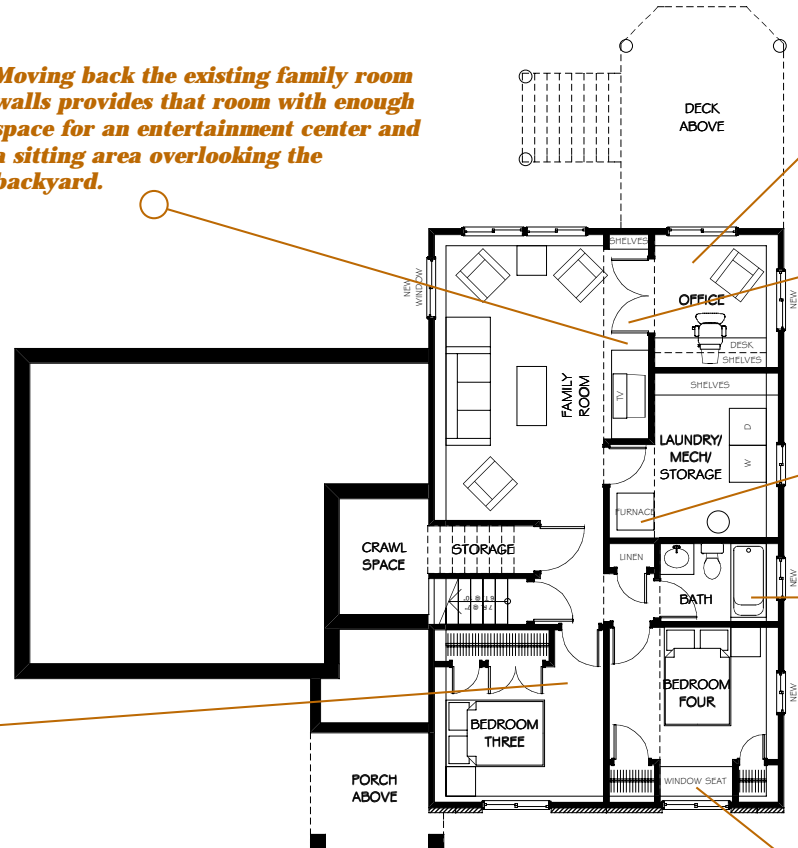 Moving back the existing family room
walls provides that room with enough
space for an entertainment center and
a sitting area overlooking the
backyard.
DECK
ABOVE
SHELVES
NEW
WINDOW
OFFICE
NEW
DESK
SHELVES
FAMILY
ROOM
TV
SHELVES
D
LAUNDRY/
MECH/
STORAGE
W
FURNACE
CRAWL
SPACE
STORAGE
LINEN
NEW
BATH
BEDROOM
FOUR
NEW
BEDROOM
THREE
WINDOW SEAT
PORCH
ABOVE